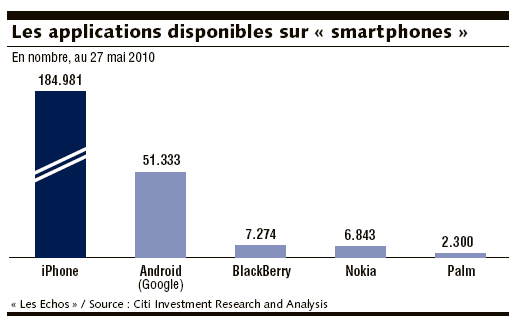 Les applications disponibles sur « smartphones »
En nombre, au 27 mai 2010
184.981
51.333
7.274
6.843
2.300
iPhone
Android
(Google)
BlackBerry
Nokia
Palm
« Les Echos » / Source : Citi Investment Research and Analysis